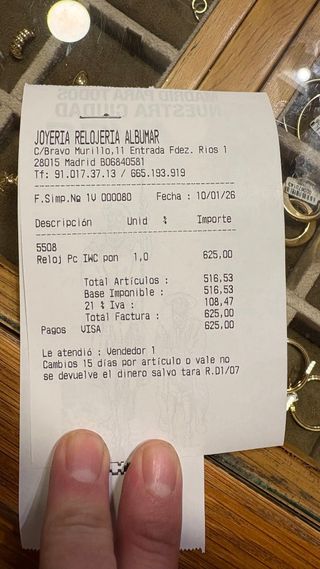 JOYERIA RELOJERIA ALBUMAR
C/Bravo Murillo,11 Entrada Fdez. Rios 1
28015 Madrid B06840581
Tf: 91.017.37.13 / 665.193.919
F.Simp.Nº 1V 000080 Fecha : 10/01/26
Descripción Unid % Importe
5508
Reloj Pc IWC pon 1,0 625,00
Total Artículos : 516,53
Base Imponible : 516,53
21 % Iva : 108,47
Total Factura : 625,00
Pagos VISA 625,00
Le atendió : Vendedor 1
Cambios 15 días por artículo o vale no
se devuelve el dinero salvo tara R.D1/07